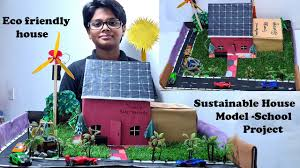 Eco friendly
house
Sustainable House
Model -School
Project